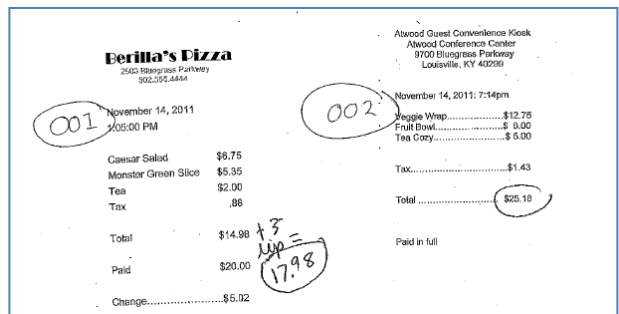 Berilla's Pizza
2503 Bluegrass Parkway
502.555.4444
001
November 14, 2011
1:05:00 PM
Caesar Salad $6.75
Monster Green Slice $5.35
Tea $2.00
Tax .88
Total $14.98
+ 3
tip =
17.98
Paid $20.00
Change..................$5.02
Atwood Guest Convenience Kiosk
Atwood Conference Center
9700 Bluegrass Parkway
Louisville, KY 40299
002
November 14, 2011: 7:14pm
Veggie Wrap...............$12.75
Fruit Bowl...................$ 6.00
Tea Cozy....................$ 5.00
Tax............................$1.43
Total ........................ $25.18
Paid in full